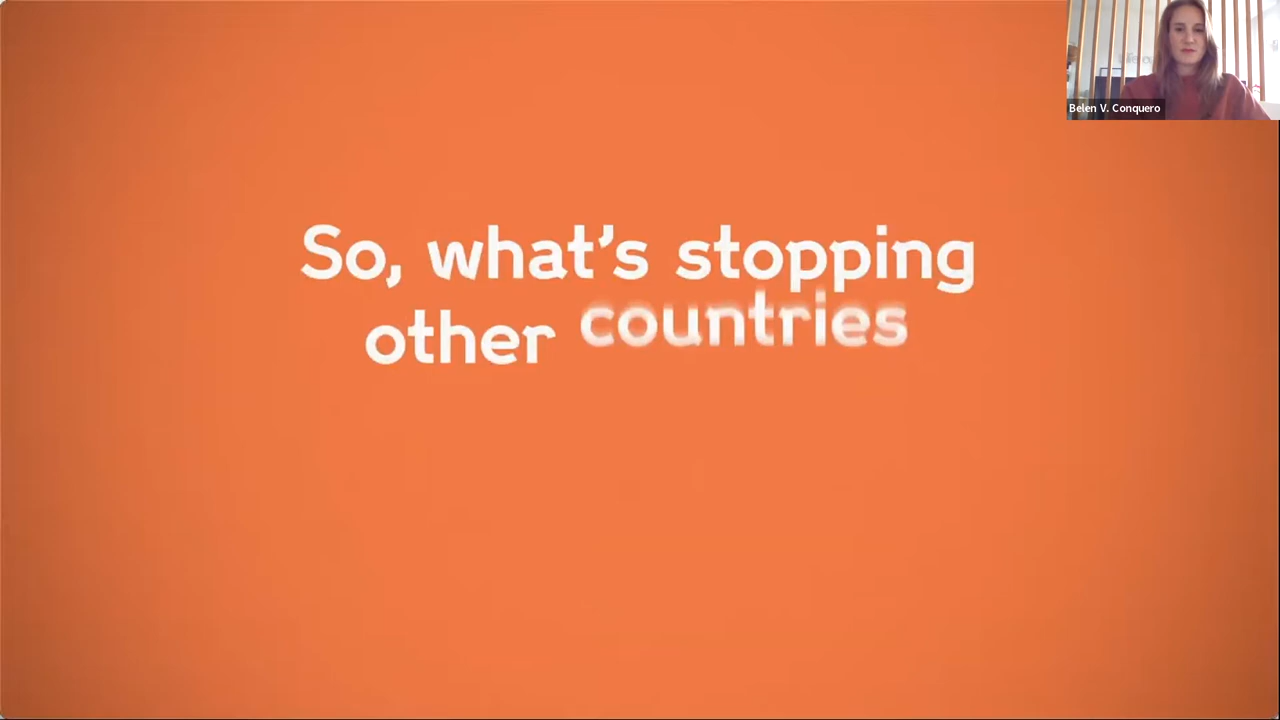 So, what’s stopping
other countries
Belen V. Conquero